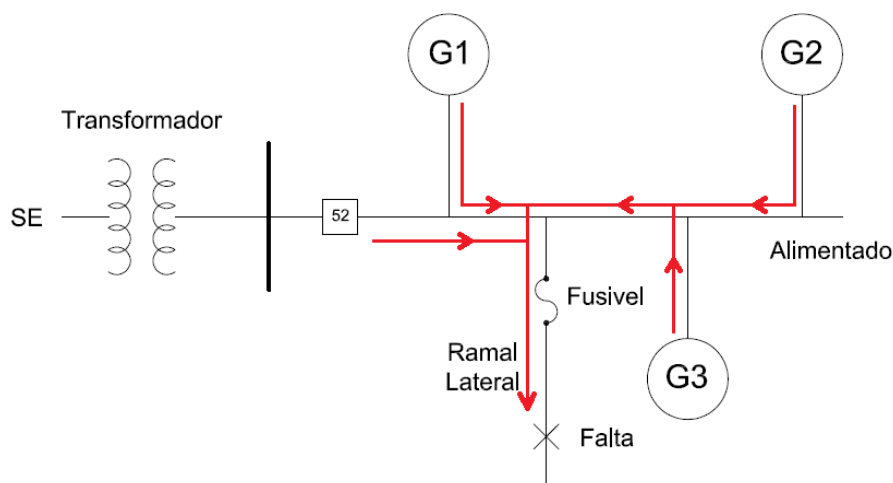 G1
G2
Transformador
SE
52
Alimentado
Fusivel
Ramal
Lateral
G3
Falta